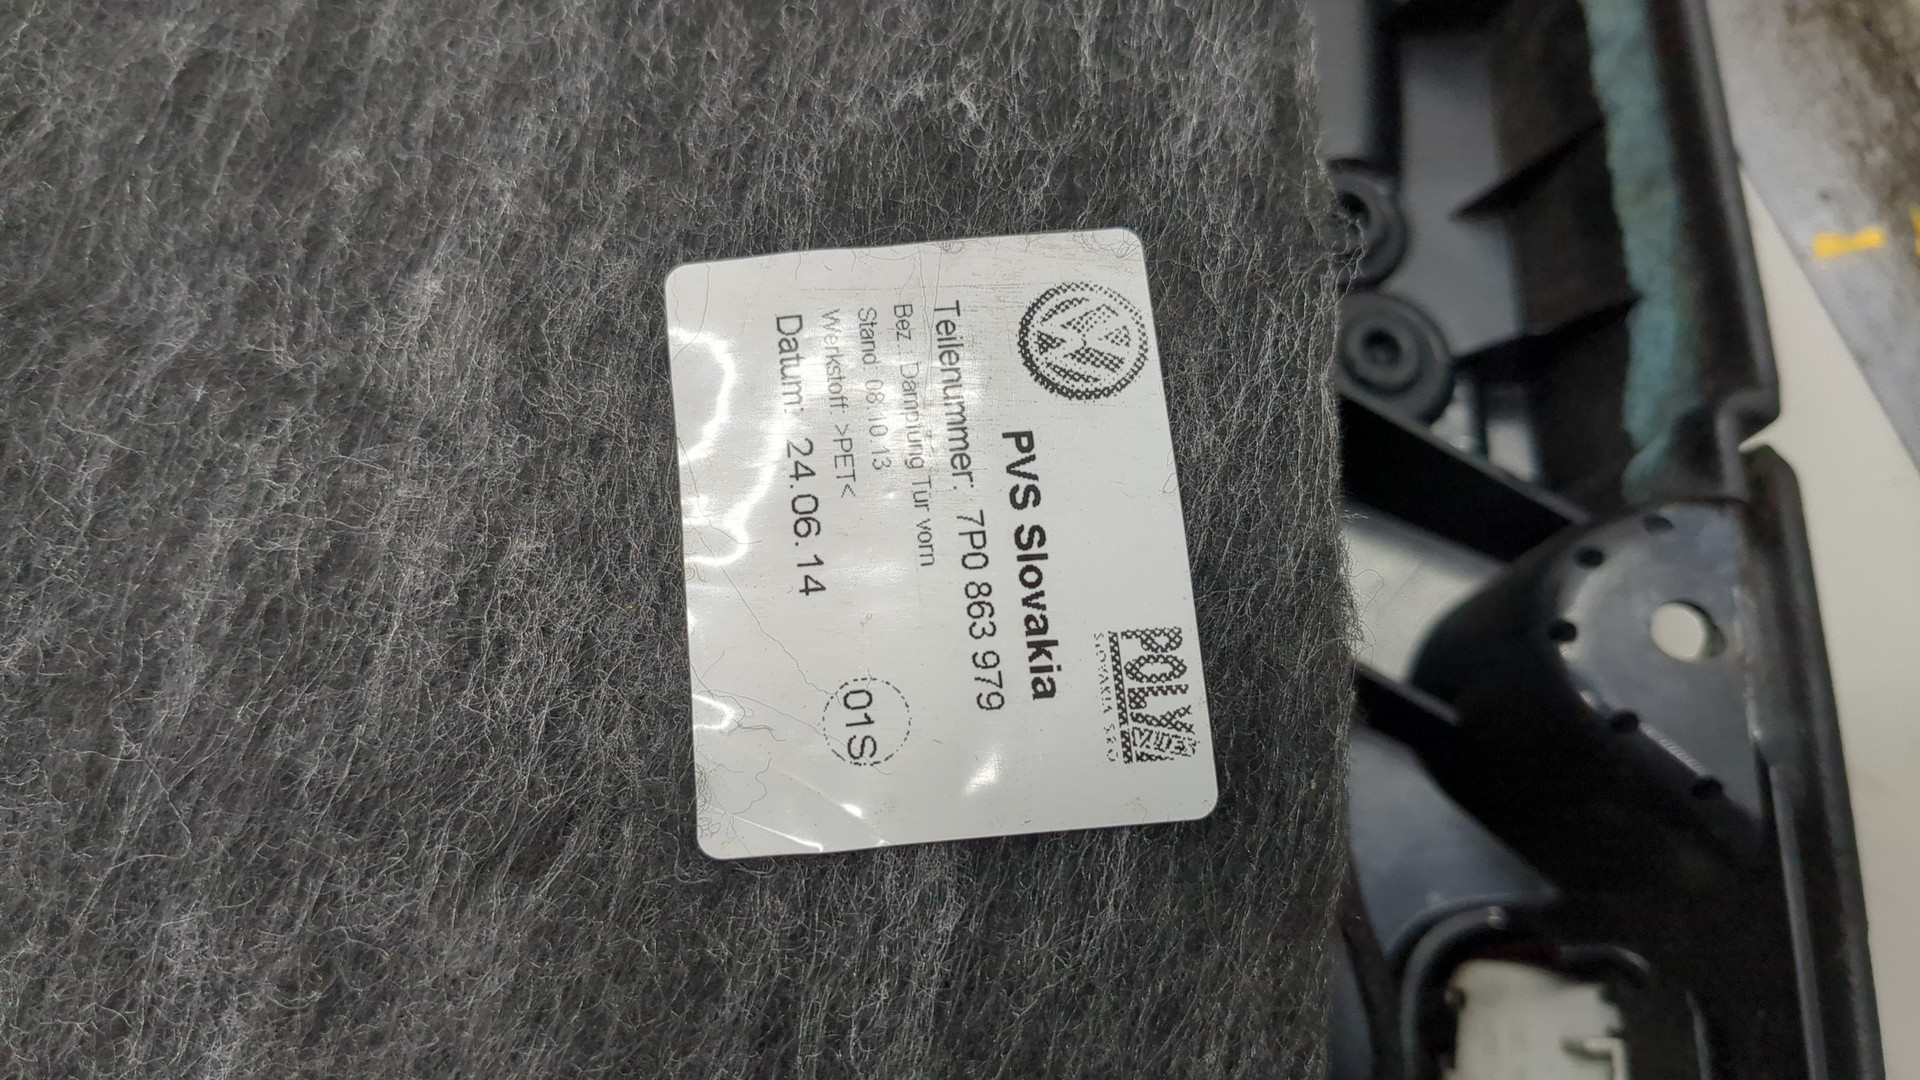 POLY
SLOVAKIA S.R.O
PVS Slovakia
Teilenummer: 7P0 863 979
Bez.: Dämpfung Tür vorn
Stand 08.10.13
Werkstoff: >PET<
Datum: 24.06.14
01S